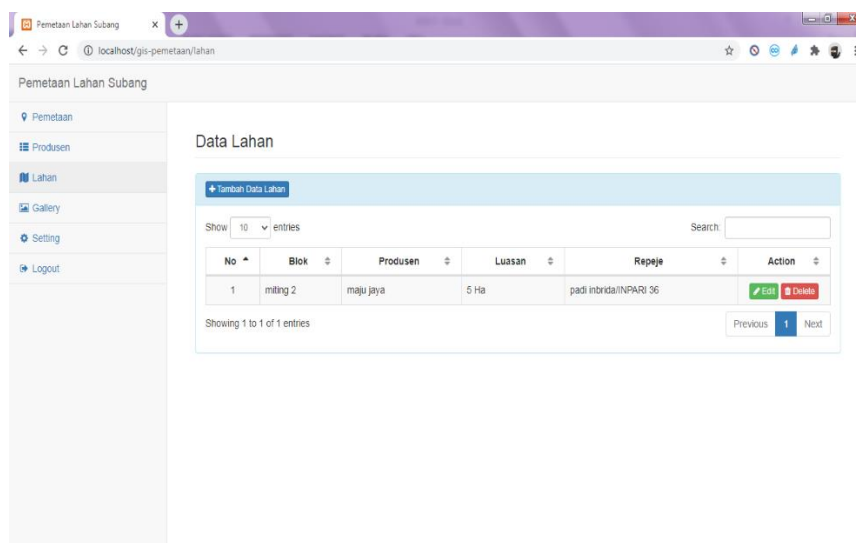 Pemetaan Lahan Subang
localhost/gis-pemetaan/lahan
Pemetaan Lahan Subang
Pemetaan
Produsen
Lahan
Gallery
Setting
Logout
Data Lahan
Tambah Data Lahan
Show 10 entries
Search:
No Blok Produsen Luasan Repeje Action
1 miting 2 maju jaya 5 Ha padi inbrida/INPARI 36 Edit Delete
Showing 1 to 1 of 1 entries
Previous 1 Next